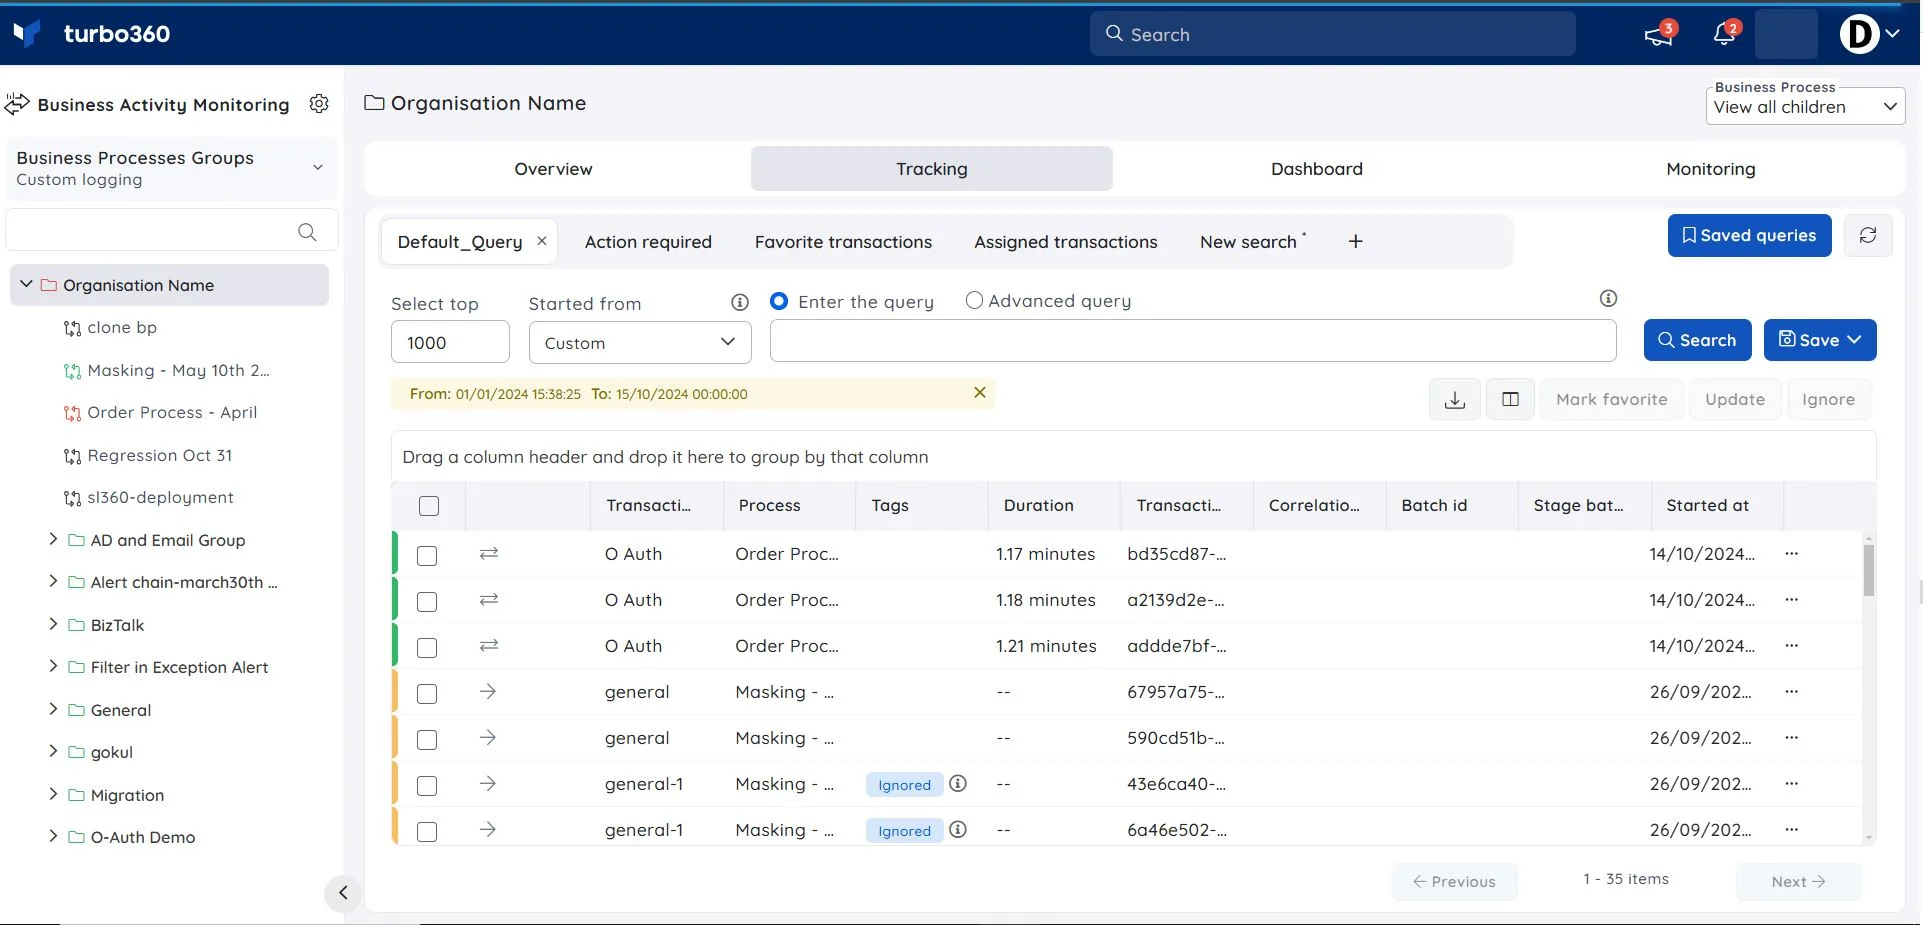 turbo360
Search
3
2
D
Business Activity Monitoring
Business Processes Groups
Custom logging
Organisation Name
clone bp
Masking - May 10th 2...
Order Process - April
Regression Oct 31
sl360-deployment
AD and Email Group
Alert chain-march30th ...
BizTalk
Filter in Exception Alert
General
gokul
Migration
O-Auth Demo
Organisation Name
Business Process
View all children
Overview Tracking Dashboard Monitoring
Default_Query Action required Favorite transactions Assigned transactions New search * +
Saved queries
Select top Started from Enter the query Advanced query
1000 Custom Search Save
From: 01/01/2024 15:38:25 To: 15/10/2024 00:00:00
Mark favorite Update Ignore
Drag a column header and drop it here to group by that column
Transacti... Process Tags Duration Transacti... Correlatio... Batch id Stage bat... Started at
O Auth Order Proc... 1.17 minutes bd35cd87-... 14/10/2024... ...
O Auth Order Proc... 1.18 minutes a2139d2e-... 14/10/2024... ...
O Auth Order Proc... 1.21 minutes addde7bf-... 14/10/2024... ...
general Masking - ... -- 67957a75-... 26/09/202... ...
general Masking - ... -- 590cd51b-... 26/09/202... ...
general-1 Masking - ... Ignored -- 43e6ca40-... 26/09/202... ...
general-1 Masking - ... Ignored -- 6a46e502-... 26/09/202... ...
Previous 1 - 35 items Next